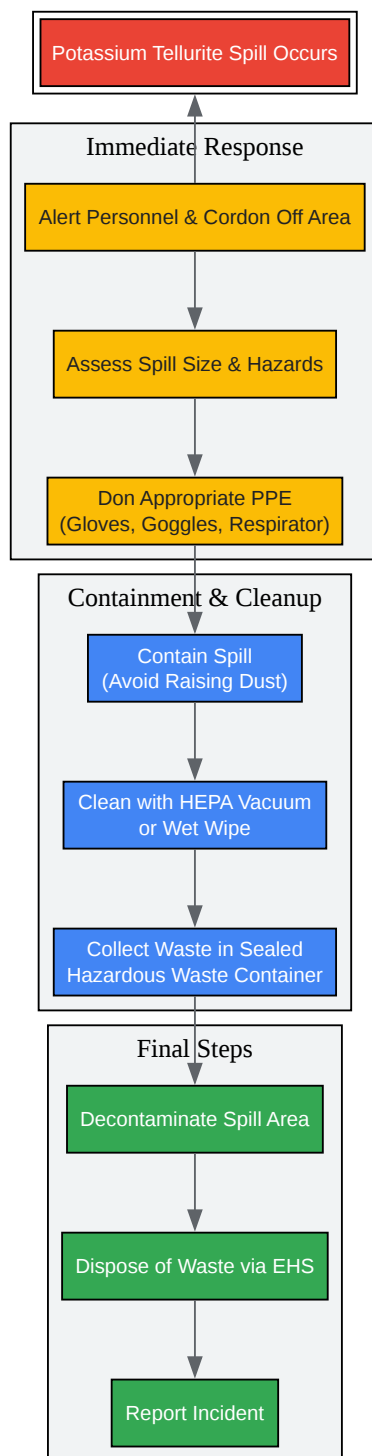 Potassium Tellurite Spill Occurs
Immediate Response
Alert Personnel & Cordon Off Area
Assess Spill Size & Hazards
Don Appropriate PPE
(Gloves, Goggles, Respirator)
Containment & Cleanup
Contain Spill
(Avoid Raising Dust)
Clean with HEPA Vacuum
or Wet Wipe
Collect Waste in Sealed
Hazardous Waste Container
Final Steps
Decontaminate Spill Area
Dispose of Waste via EHS
Report Incident